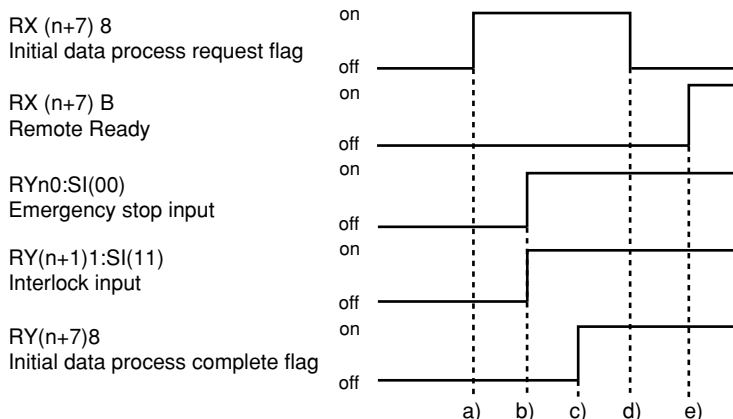 RX (n+7) 8
Initial data process request flag
on
off
RX (n+7) B
Remote Ready
on
off
RYn0:SI(00)
Emergency stop input
on
off
RY(n+1)1:SI(11)
Interlock input
on
off
RY(n+7)8
Initial data process complete flag
on
off
a) b) c) d) e)